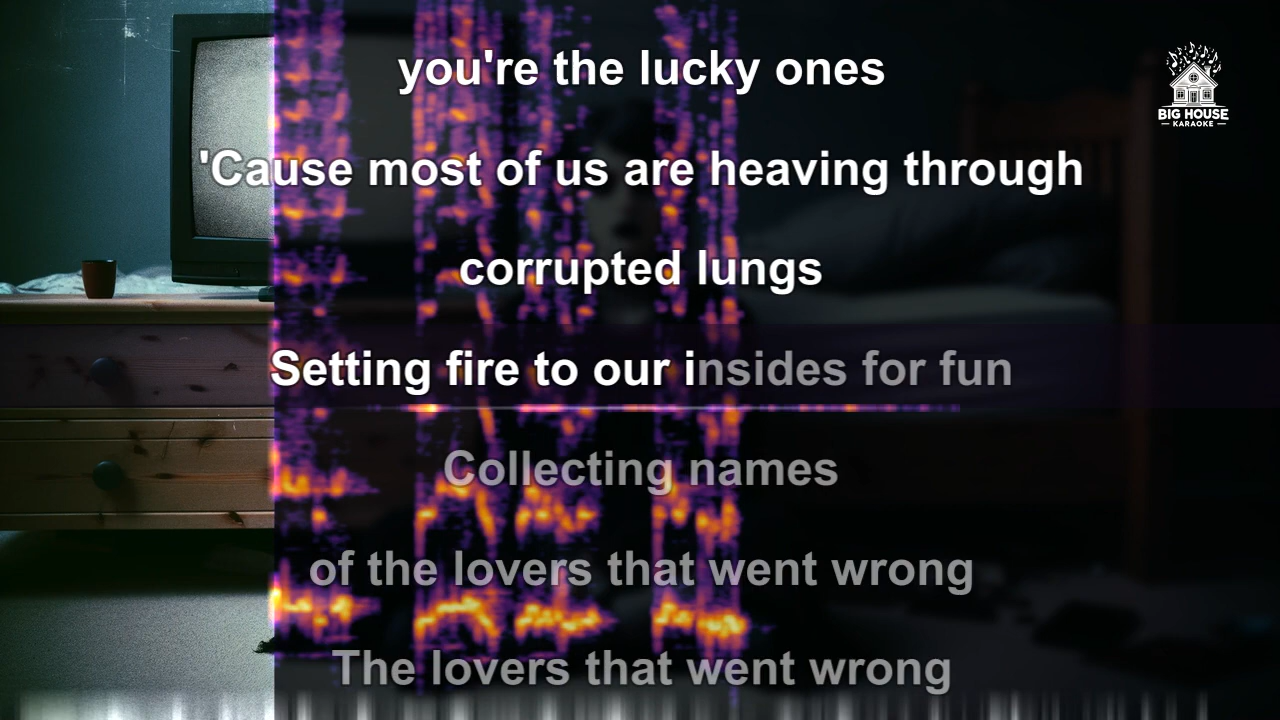 you're the lucky ones
BIG HOUSE
KARAOKE
'Cause most of us are heaving through
corrupted lungs
Setting fire to our insides for fun
Collecting names
of the lovers that went wrong
The lovers that went wrong